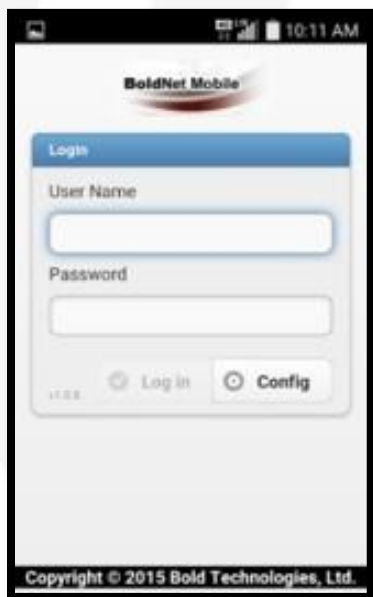 10:11 AM
BoldNet Mobile
Login
User Name
Password
Log in
Config
Copyright © 2015 Bold Technologies, Ltd.